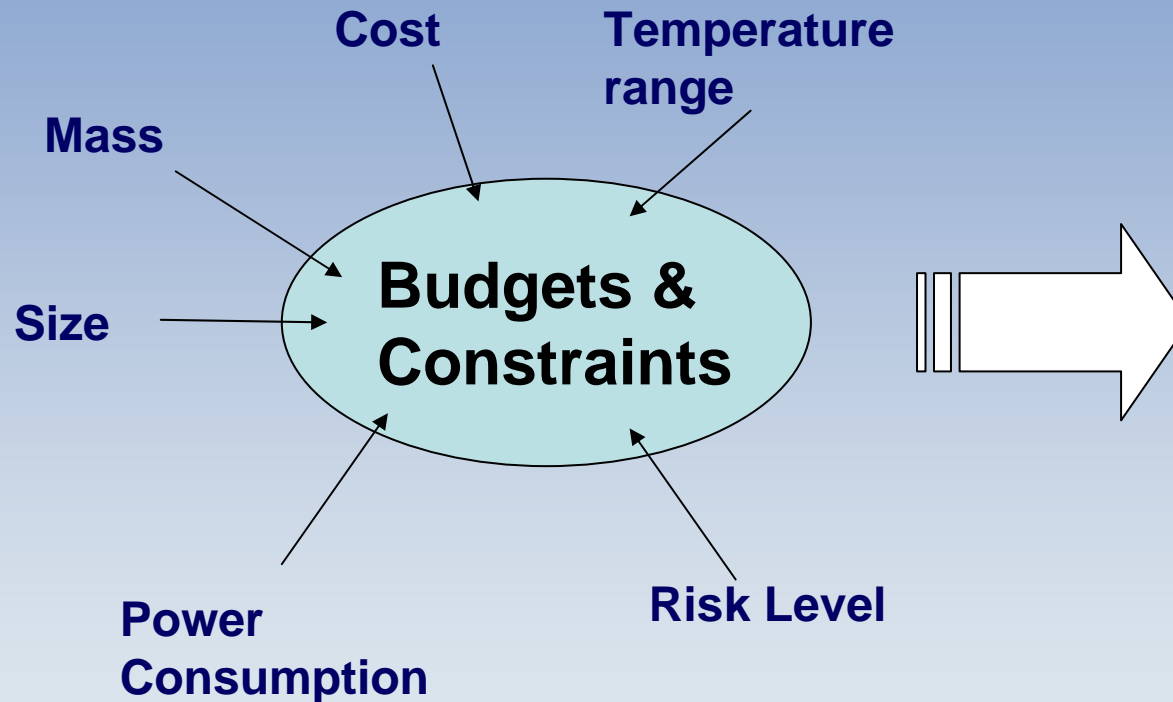 Cost
Temperature
range
Mass
Budgets &
Constraints
Size
Power
Consumption
Risk Level